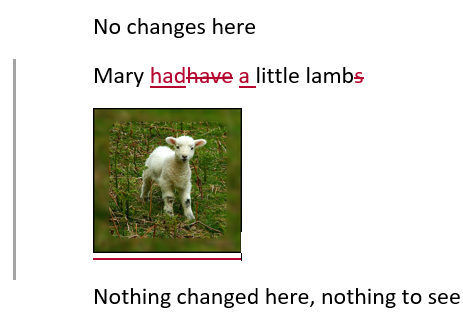 No changes here
Mary hadhave a little lambs
Nothing changed here, nothing to see